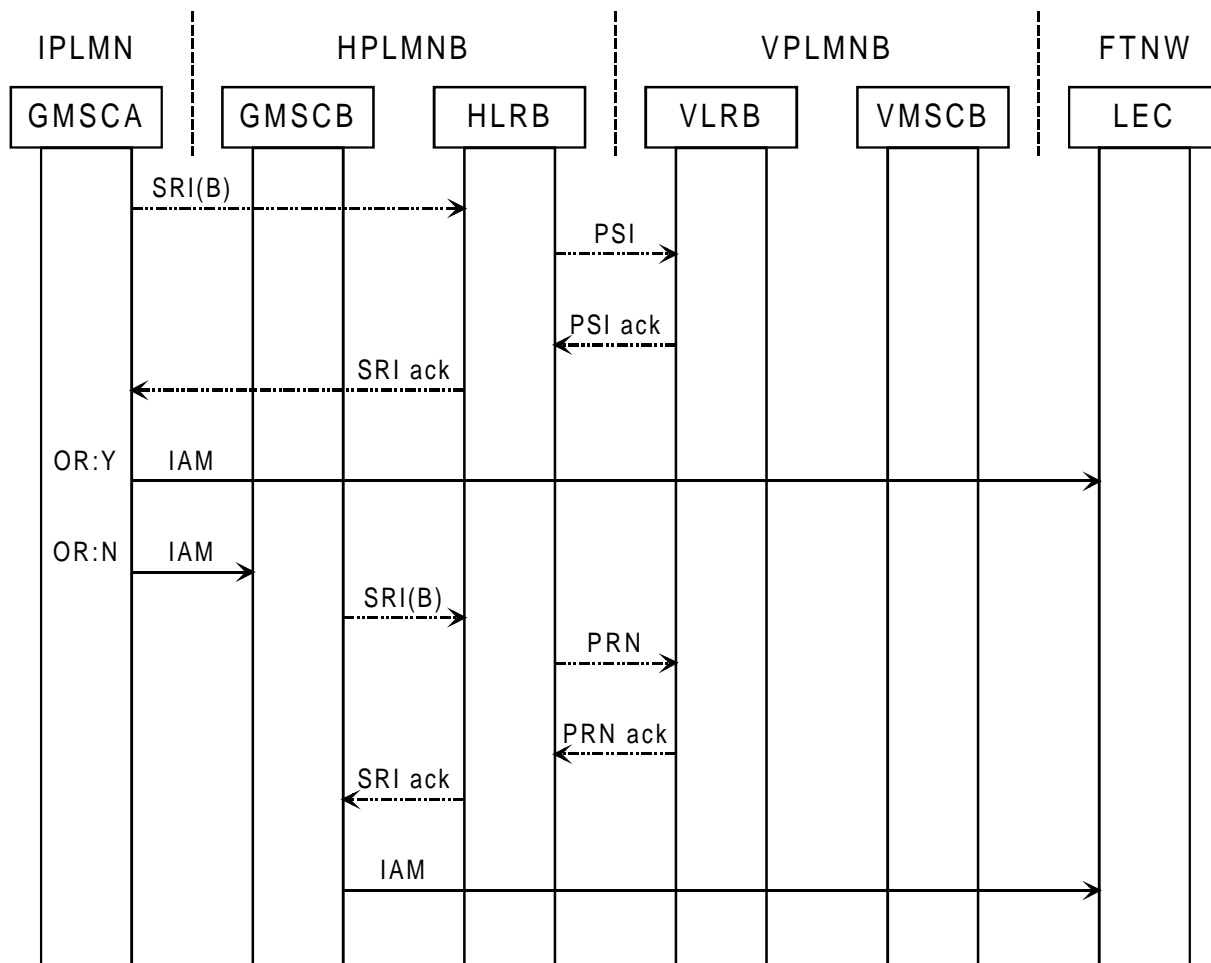 IPLMN HPLMNB VPLMNB FTNW
GMSCA GMSCB HLRB VLRB VMSCB LEC
SRI(B)
PSI
PSI ack
SRI ack
OR:Y IAM
OR:N IAM
SRI(B)
PRN
PRN ack
SRI ack
IAM